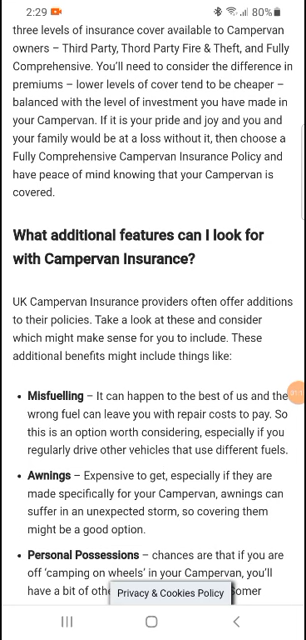 2:29 80%
three levels of insurance cover available to Campervan
owners – Third Party, Thord Party Fire & Theft, and Fully
Comprehensive. You'll need to consider the difference in
premiums – lower levels of cover tend to be cheaper –
balanced with the level of investment you have made in
your Campervan. If it is your pride and joy and you and
your family would be at a loss without it, then choose a
Fully Comprehensive Campervan Insurance Policy and
have peace of mind knowing that your Campervan is
covered.
What additional features can I look for
with Campervan Insurance?
UK Campervan Insurance providers often offer additions
to their policies. Take a look at these and consider
which might make sense for you to include. These
additional benefits might include things like:
• Misfuelling – It can happen to the best of us and the
wrong fuel can leave you with repair costs to pay. So
this is an option worth considering, especially if you
regularly drive other vehicles that use different fuels.
• Awnings – Expensive to get, especially if they are
made specifically for your Campervan, awnings can
suffer in an unexpected storm, so covering them
might be a good option.
• Personal Possessions – chances are that if you are
off 'camping on wheels' in your Campervan, you'll
have a bit of othe Somer
Privacy & Cookies Policy